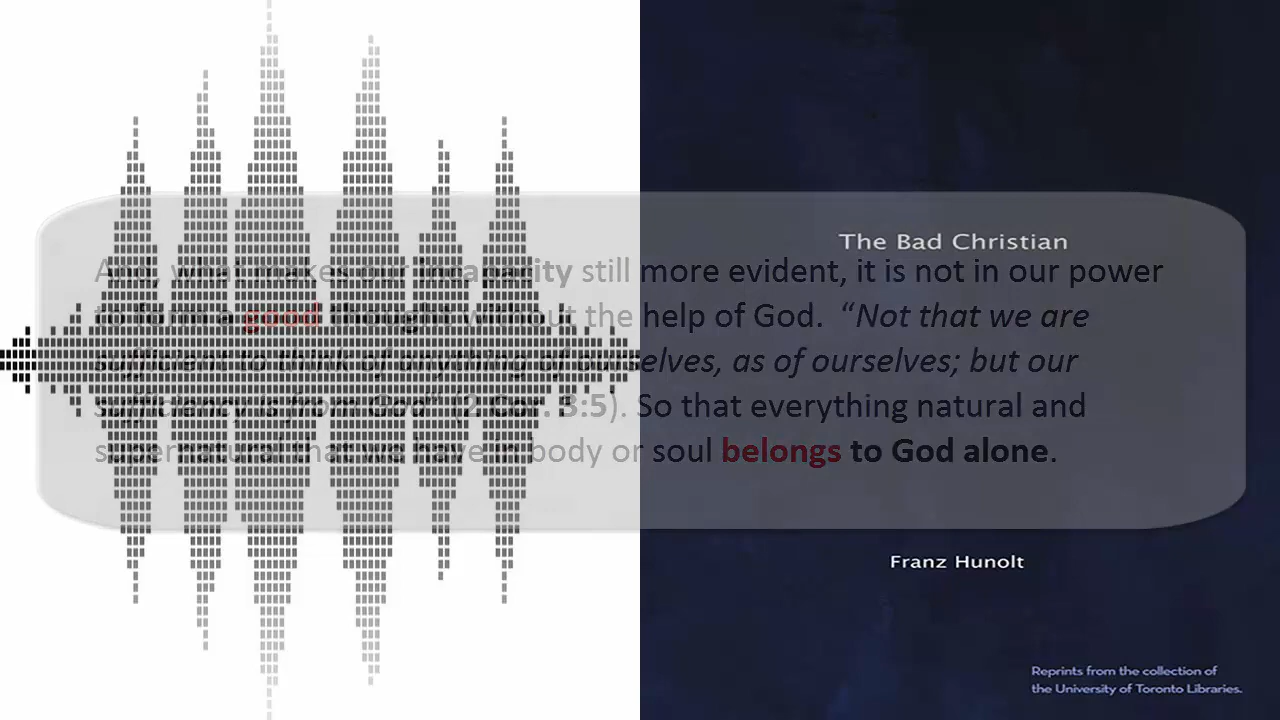 The Bad Christian
And, what makes our incapacity still more evident, it is not in our power
to form a good thought without the help of God. “Not that we are
sufficient to think of anything of ourselves, as of ourselves; but our
sufficiency is from God” (2 Cor. 3:5). So that everything natural and
supernatural that we have in body or soul belongs to God alone.
Franz Hunolt
Reprints from the collection of
the University of Toronto Libraries.